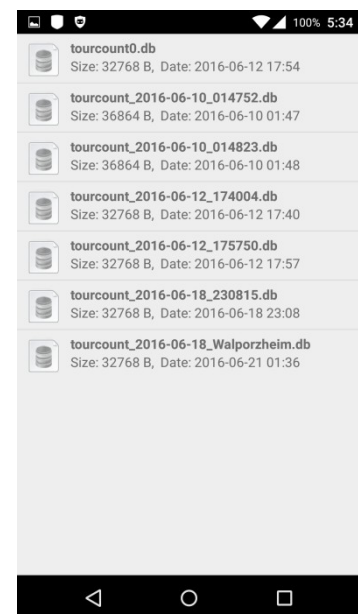 100% 5:34
tourcount0.db
Size: 32768 B, Date: 2016-06-12 17:54
tourcount_2016-06-10_014752.db
Size: 36864 B, Date: 2016-06-10 01:47
tourcount_2016-06-10_014823.db
Size: 36864 B, Date: 2016-06-10 01:48
tourcount_2016-06-12_174004.db
Size: 32768 B, Date: 2016-06-12 17:40
tourcount_2016-06-12_175750.db
Size: 32768 B, Date: 2016-06-12 17:57
tourcount_2016-06-18_230815.db
Size: 32768 B, Date: 2016-06-18 23:08
tourcount_2016-06-18_Walporzheim.db
Size: 32768 B, Date: 2016-06-21 01:36